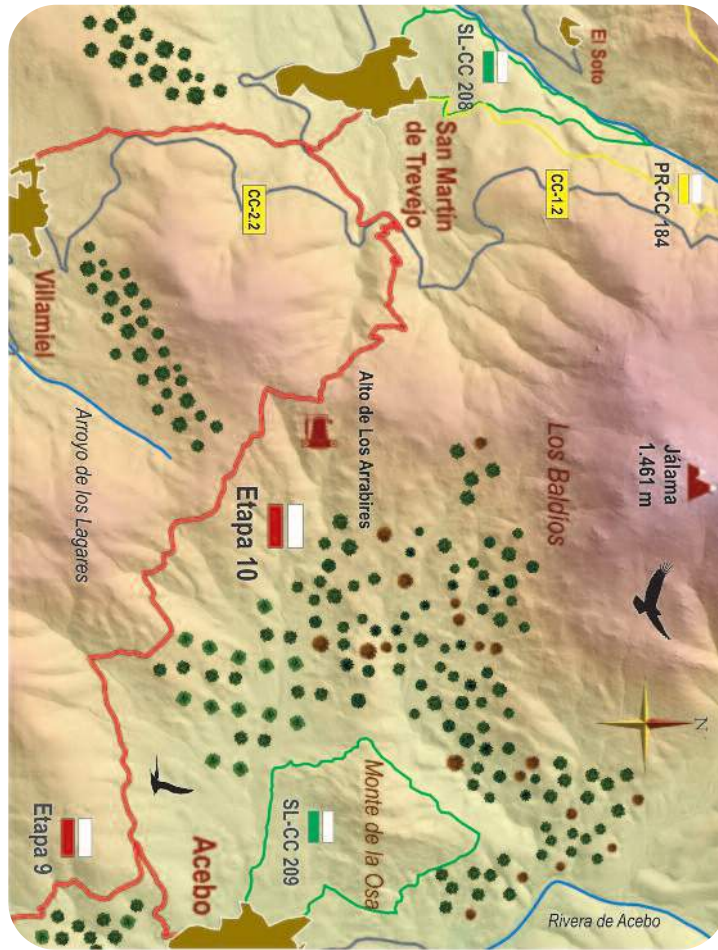 El Soto
SL-CC 208
PR-CC 184
San Martín
de Trevejo
CC-1.2
CC-2.2
Villamiel
Jálama
1.461 m
Los Baldíos
Alto de Los Arrabires
Arroyo de los Lagares
Etapa 10
N
Monte de la Osa
SL-CC 209
Acebo
Etapa 9
Rivera de Acebo